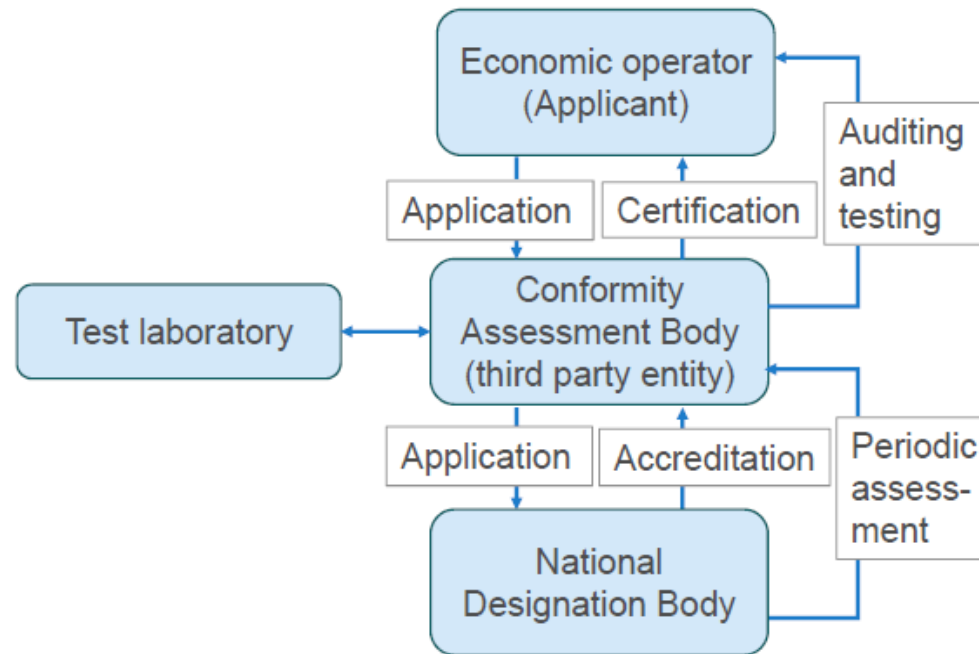 Economic operator
(Applicant)
Auditing
and
testing
Application
Certification
Conformity
Assessment Body
(third party entity)
Test laboratory
Application
Accreditation
Periodic
assess-
ment
National
Designation Body